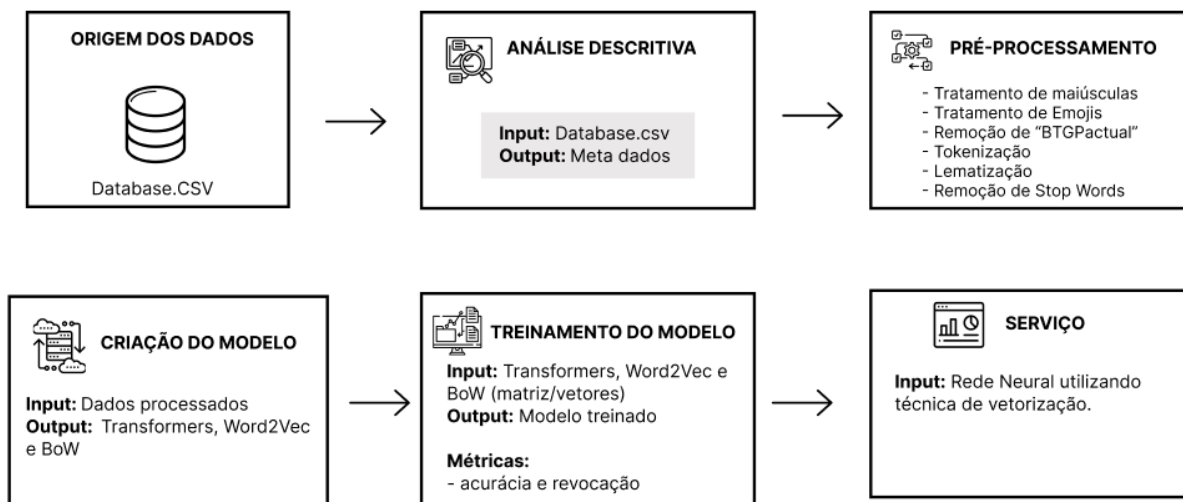 ORIGEM DOS DADOS
Database.CSV
ANÁLISE DESCRITIVA
Input: Database.csv
Output: Meta dados
PRÉ-PROCESSAMENTO
- Tratamento de maiúsculas
- Tratamento de Emojis
- Remoção de “BTGPactual”
- Tokenização
- Lematização
- Remoção de Stop Words
CRIAÇÃO DO MODELO
Input: Dados processados
Output: Transformers, Word2Vec
e BoW
TREINAMENTO DO MODELO
Input: Transformers, Word2Vec e
BoW (matriz/vetores)
Output: Modelo treinado
Métricas:
- acurácia e revocação
SERVIÇO
Input: Rede Neural utilizando
técnica de vetorização.